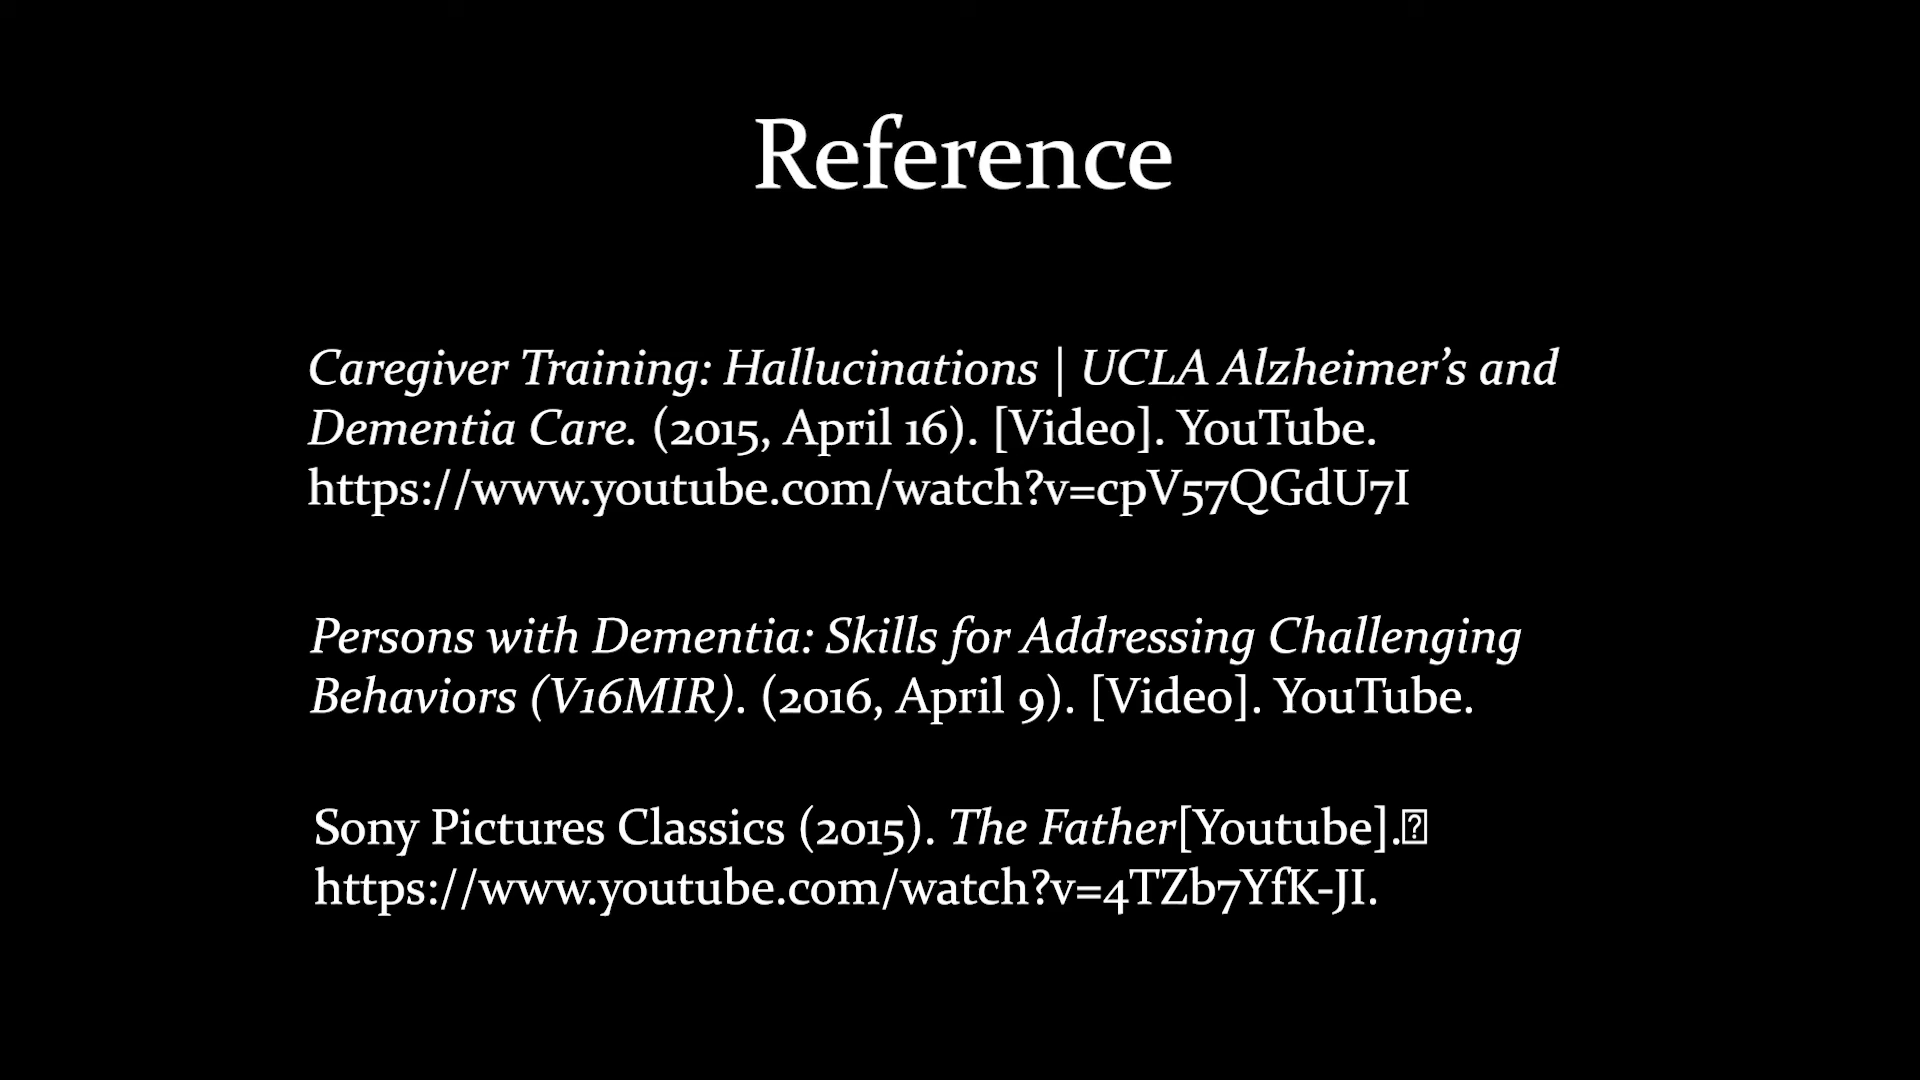 Reference
Caregiver Training: Hallucinations | UCLA Alzheimer’s and
Dementia Care. (2015, April 16). [Video]. YouTube.
https://www.youtube.com/watch?v=cpV57QGdU7I
Persons with Dementia: Skills for Addressing Challenging
Behaviors (V16MIR). (2016, April 9). [Video]. YouTube.
Sony Pictures Classics (2015). The Father[Youtube].⍰
https://www.youtube.com/watch?v=4TZb7YfK-JI.